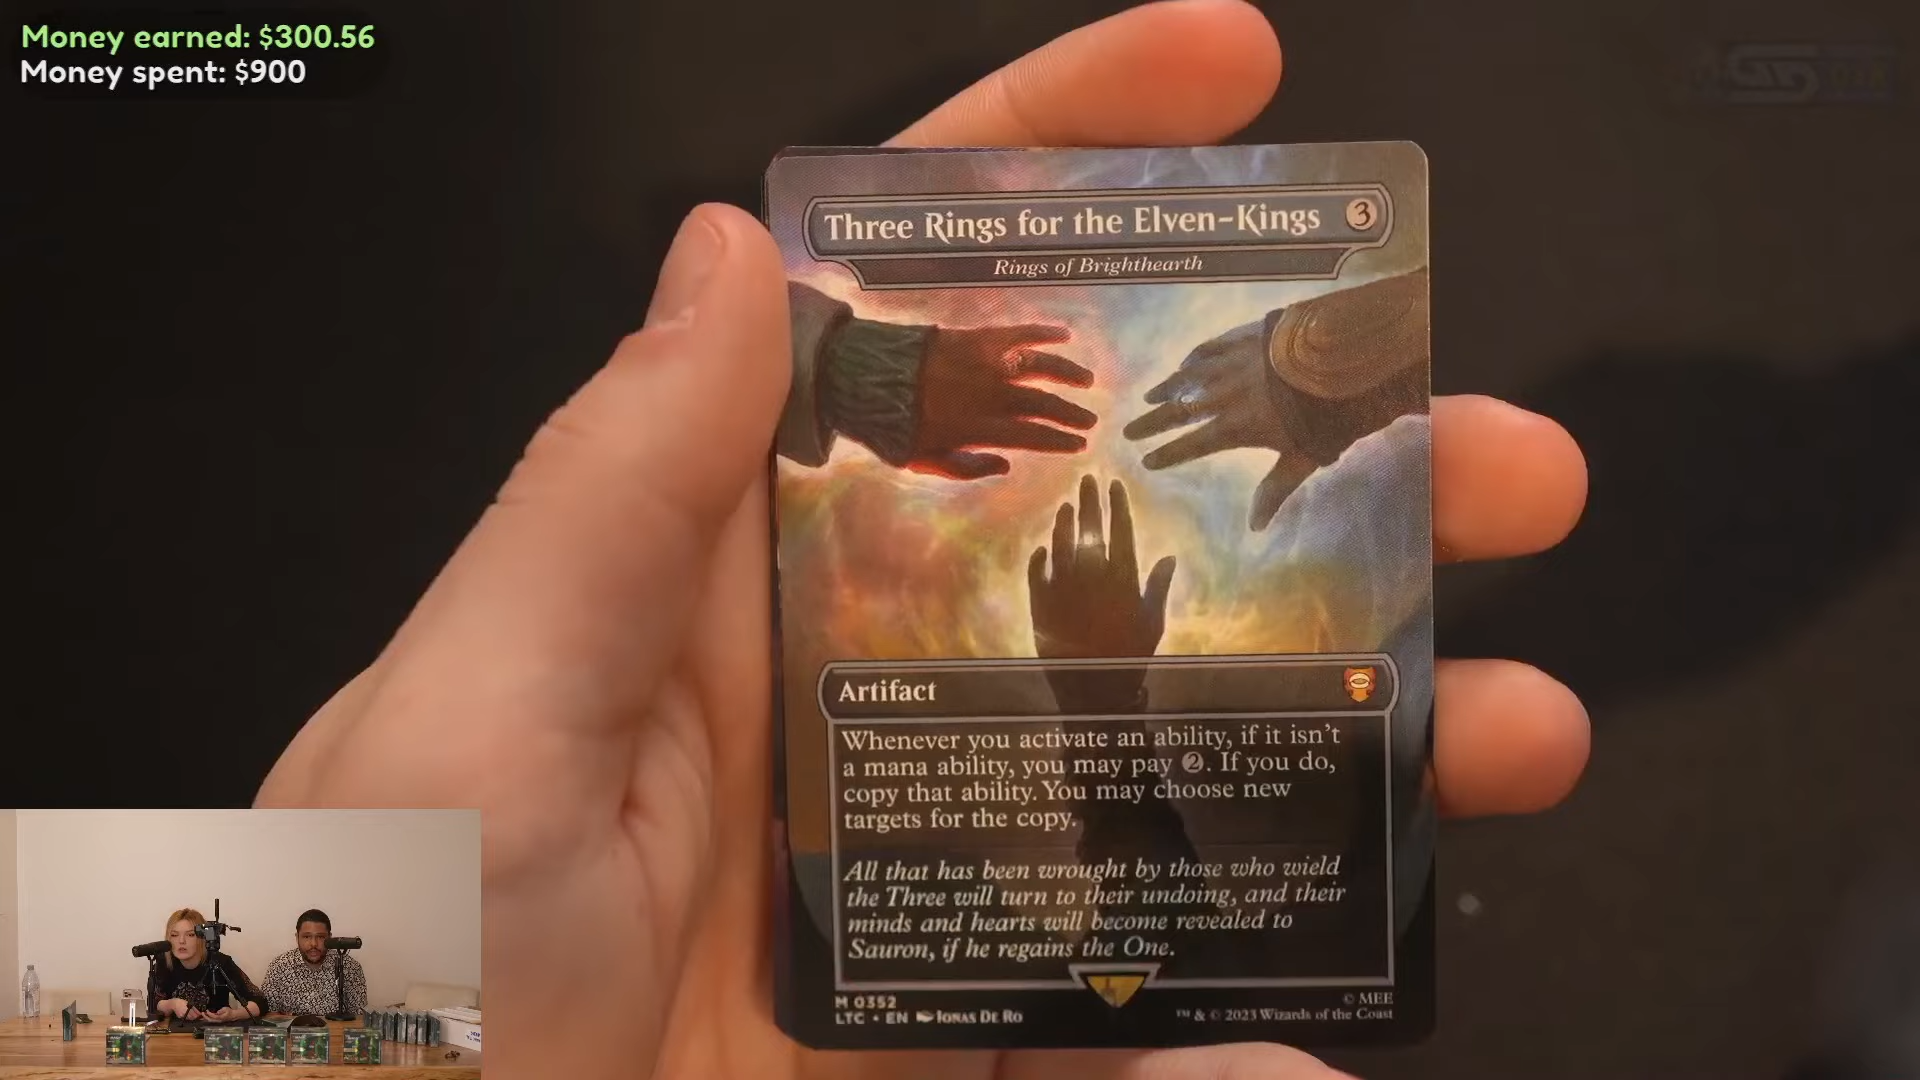 Money earned: $300.56
Money spent: $900
Three Rings for the Elven-Kings 3
Rings of Brighthearth
Artifact
Whenever you activate an ability, if it isn't
a mana ability, you may pay 2. If you do,
copy that ability. You may choose new
targets for the copy.
All that has been wrought by those who wield
the Three will turn to their undoing, and their
minds and hearts will become revealed to
Sauron, if he regains the One.
M 0352
LTC • EN Jonas De Ro
© MEE
™ & © 2023 Wizards of the Coast